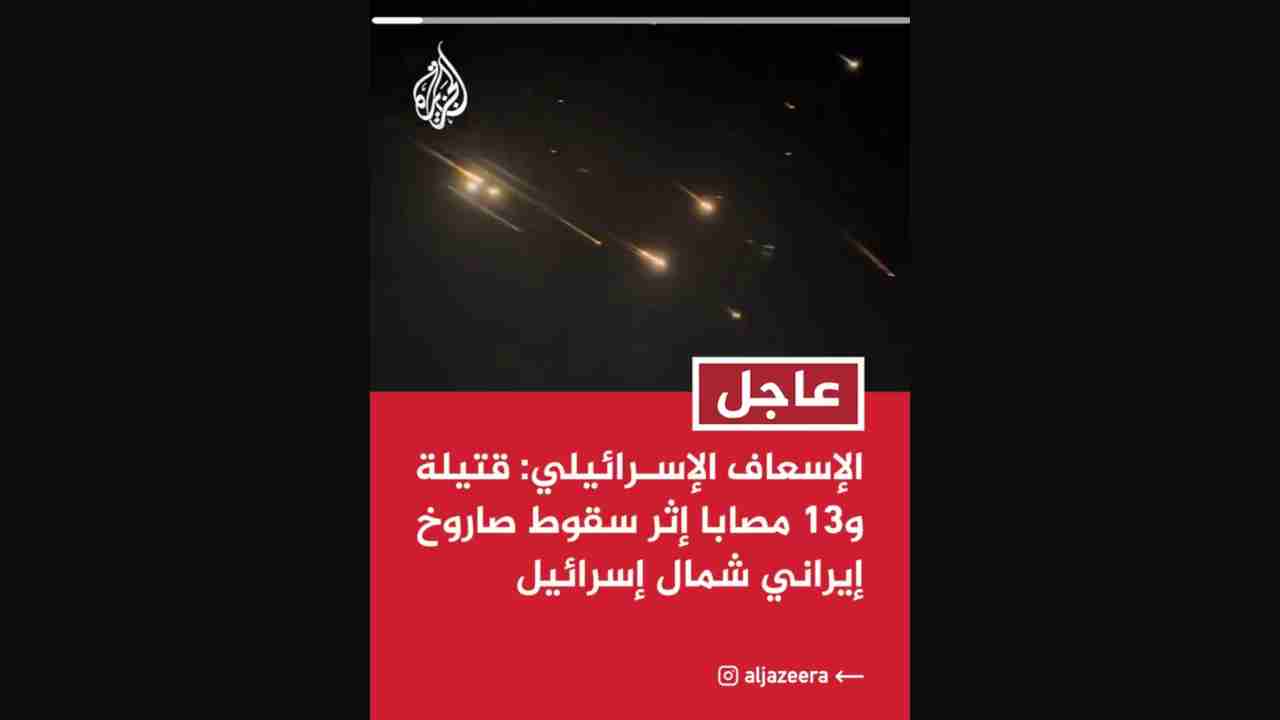 الجزيرة
عاجل
الإسعاف الإسرائيلي: قتيلة
و13 مصابا إثر سقوط صاروخ
إيراني شمال إسرائيل
aljazeera